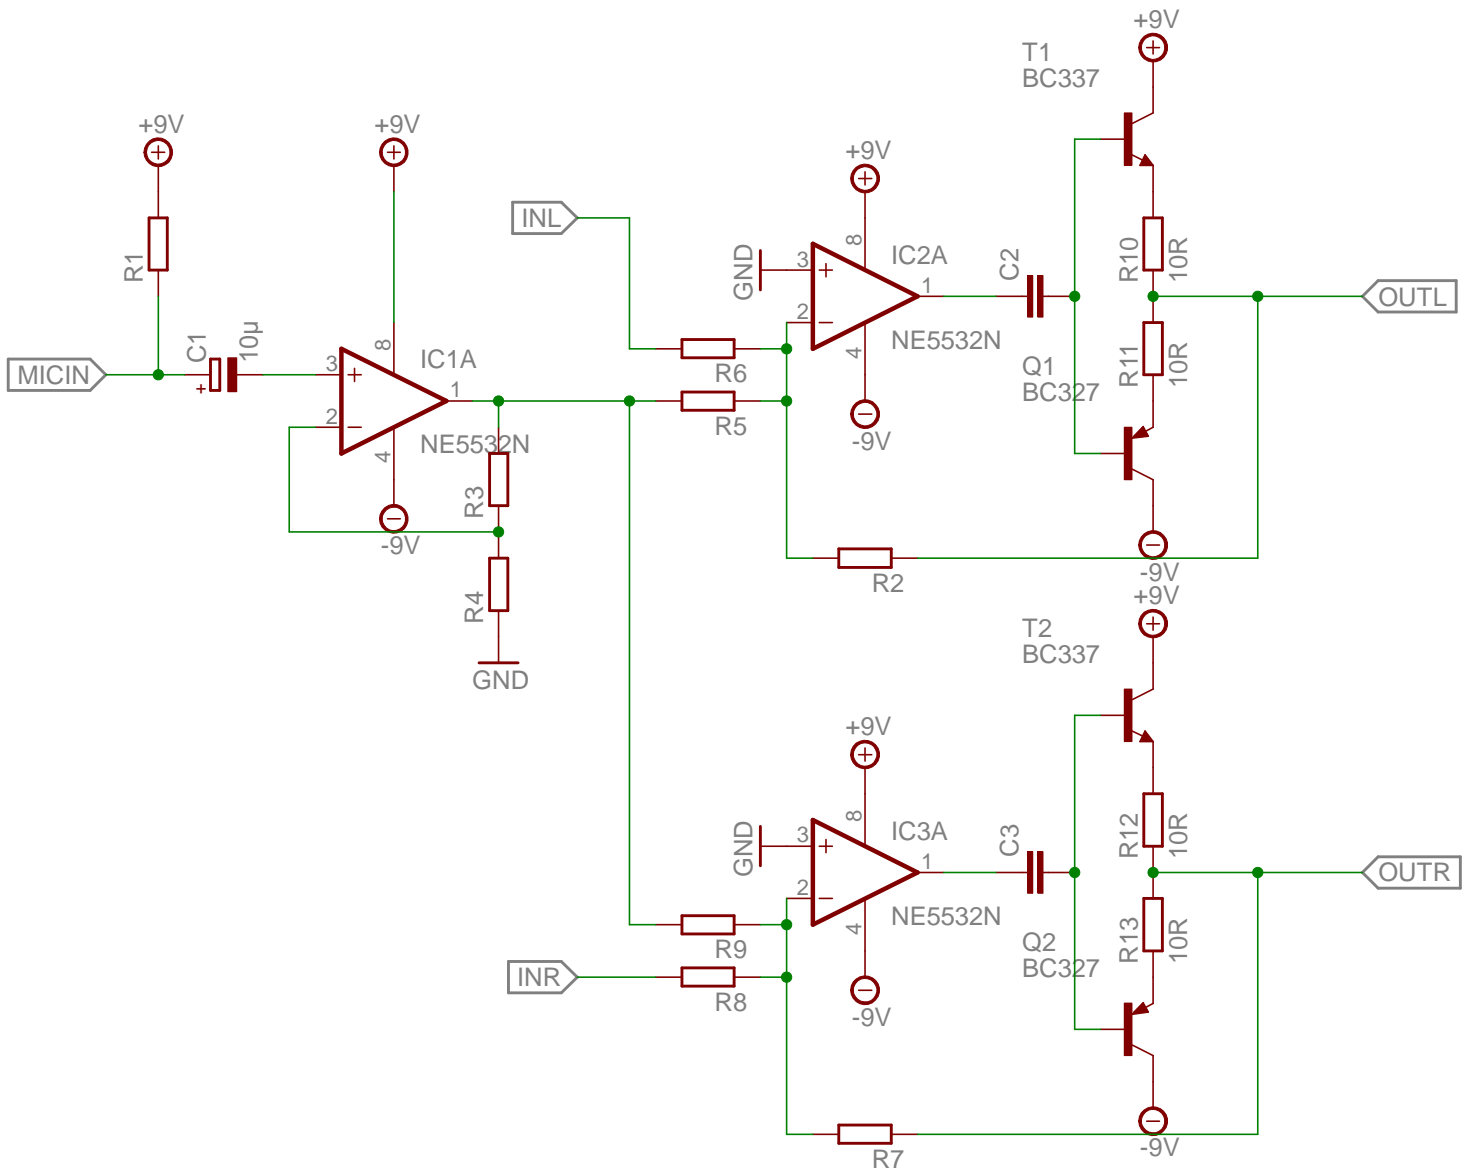 +9V
T1
BC337
+9V
+9V
+9V
INL
8
GND
3
IC2A
C2
R10
10R
R1
1
OUTL
2
NE5532N
C1
10µ
8
IC1A
4
R11
10R
MICIN
3
1
R6
Q1
BC327
2
R5
-9V
4
NE5532N
R3
-9V
-9V
R2
R4
+9V
T2
BC337
GND
+9V
8
GND
3
IC3A
C3
R12
10R
1
OUTR
2
NE5532N
4
R13
10R
R9
Q2
BC327
INR
R8
-9V
-9V
R7